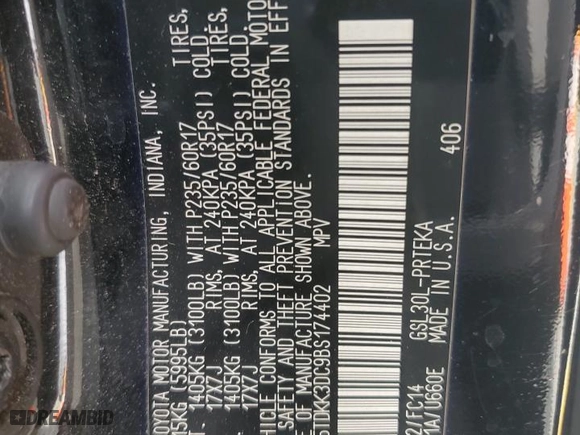 TOYOTA MOTOR MANUFACTURING, INDIANA, INC.
15KG (5995LB)
1405KG (3100LB) WITH P235/60R17 TIRES,
17X7J RIMS, AT 240KPA (35PSI) COLD.
1405KG (3100LB) WITH P235/60R17 TIRES,
17X7J RIMS, AT 240KPA (35PSI) COLD.
VEHICLE CONFORMS TO ALL APPLICABLE FEDERAL MOTOR
SAFETY AND THEFT PREVENTION STANDARDS IN EFF
OF MANUFACTURE SHOWN ABOVE.
5TDKK3DC9BS174402 MPV
406
2/FC14 GSL30L-PRTEKA
1A/U660E MADE IN U.S.A.
DREAMBID